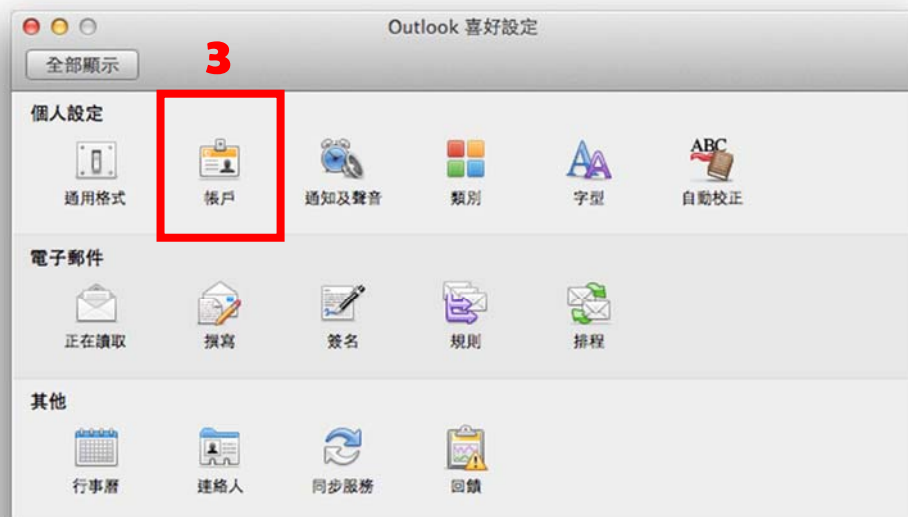 Outlook 喜好設定
全部顯示
3
個人設定
通用格式 帳戶 通知及聲音 類別 字型 自動校正
ABC
電子郵件
正在讀取 撰寫 簽名 規則 排程
其他
行事曆 連絡人 同步服務 回饋